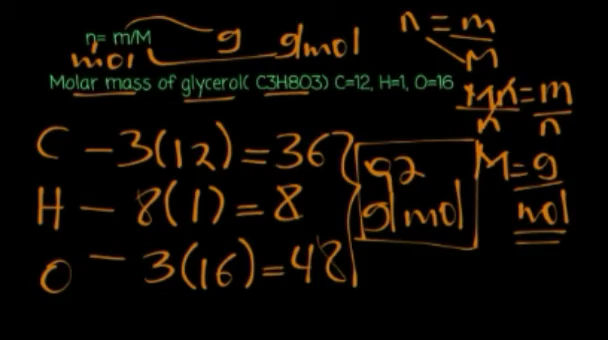 n= m/M
g
g/mol
mol
Molar mass of glycerol( C3H8O3) C=12, H=1, O=16
n = m
M
n = m
n
M = g
mol
C – 3(12) = 36
H – 8(1) = 8
O – 3(16) = 48
92
g/mol